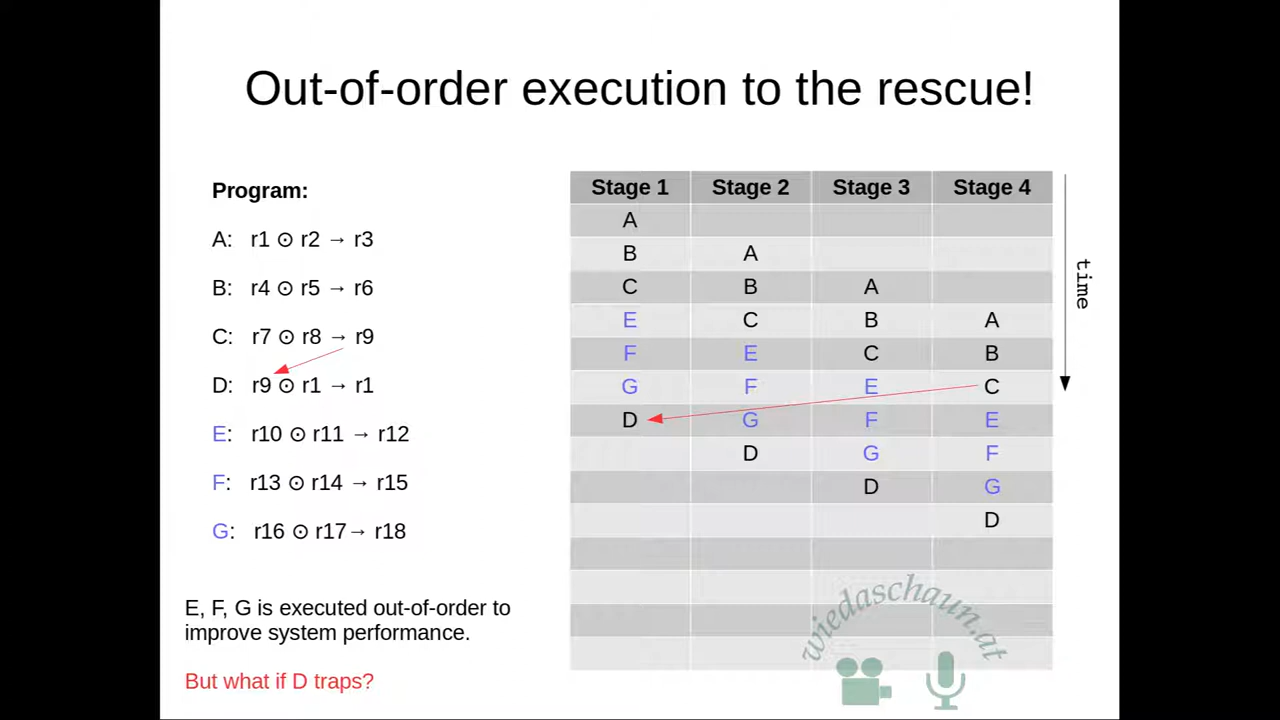 Out-of-order execution to the rescue!
Program:
A: r1 ⊙ r2 → r3
B: r4 ⊙ r5 → r6
C: r7 ⊙ r8 → r9
D: r9 ⊙ r1 → r1
E: r10 ⊙ r11 → r12
F: r13 ⊙ r14 → r15
G: r16 ⊙ r17→ r18
E, F, G is executed out-of-order to
improve system performance.
But what if D traps?
Stage 1 Stage 2 Stage 3 Stage 4
A
B A
C B A
E C B A
F E C B
G F E C
D G F E
D G F
D G
D
time
wiedaschaun.at